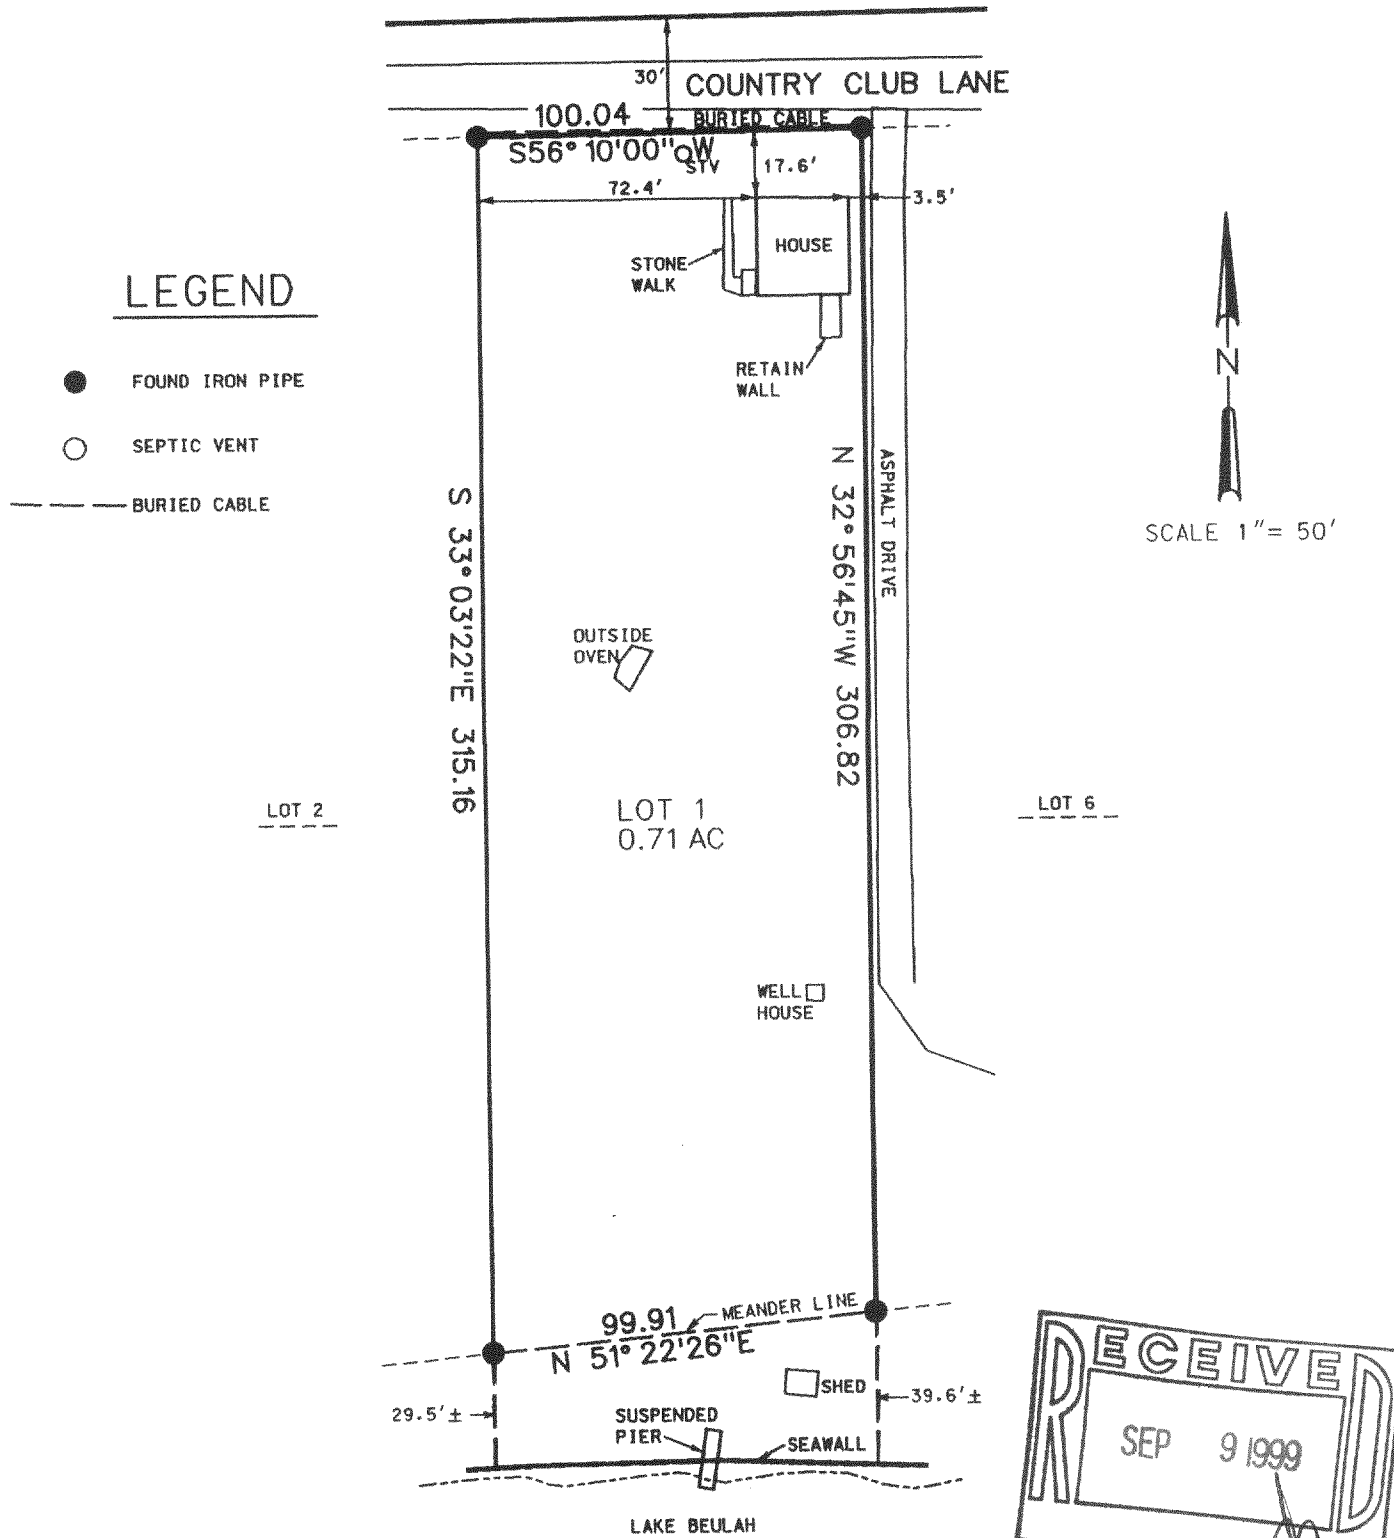 30'
COUNTRY CLUB LANE
100.04
BURIED CABLE
S56° 10'00" W
STV
17.6'
72.4'
3.5'
HOUSE
STONE
WALK
RETAIN
WALL
LEGEND
FOUND IRON PIPE
SEPTIC VENT
BURIED CABLE
N
SCALE 1"= 50'
S 33° 03'22"E 315.16
N 32° 56'45"W 306.82
ASPHALT DRIVE
OUTSIDE
OVEN
LOT 2
LOT 1
0.71 AC
LOT 6
WELL
HOUSE
99.91
MEANDER LINE
N 51° 22'26"E
SHED
29.5'±
39.6'±
SUSPENDED
PIER
SEAWALL
LAKE BEULAH
RECEIVED
SEP 9 1999